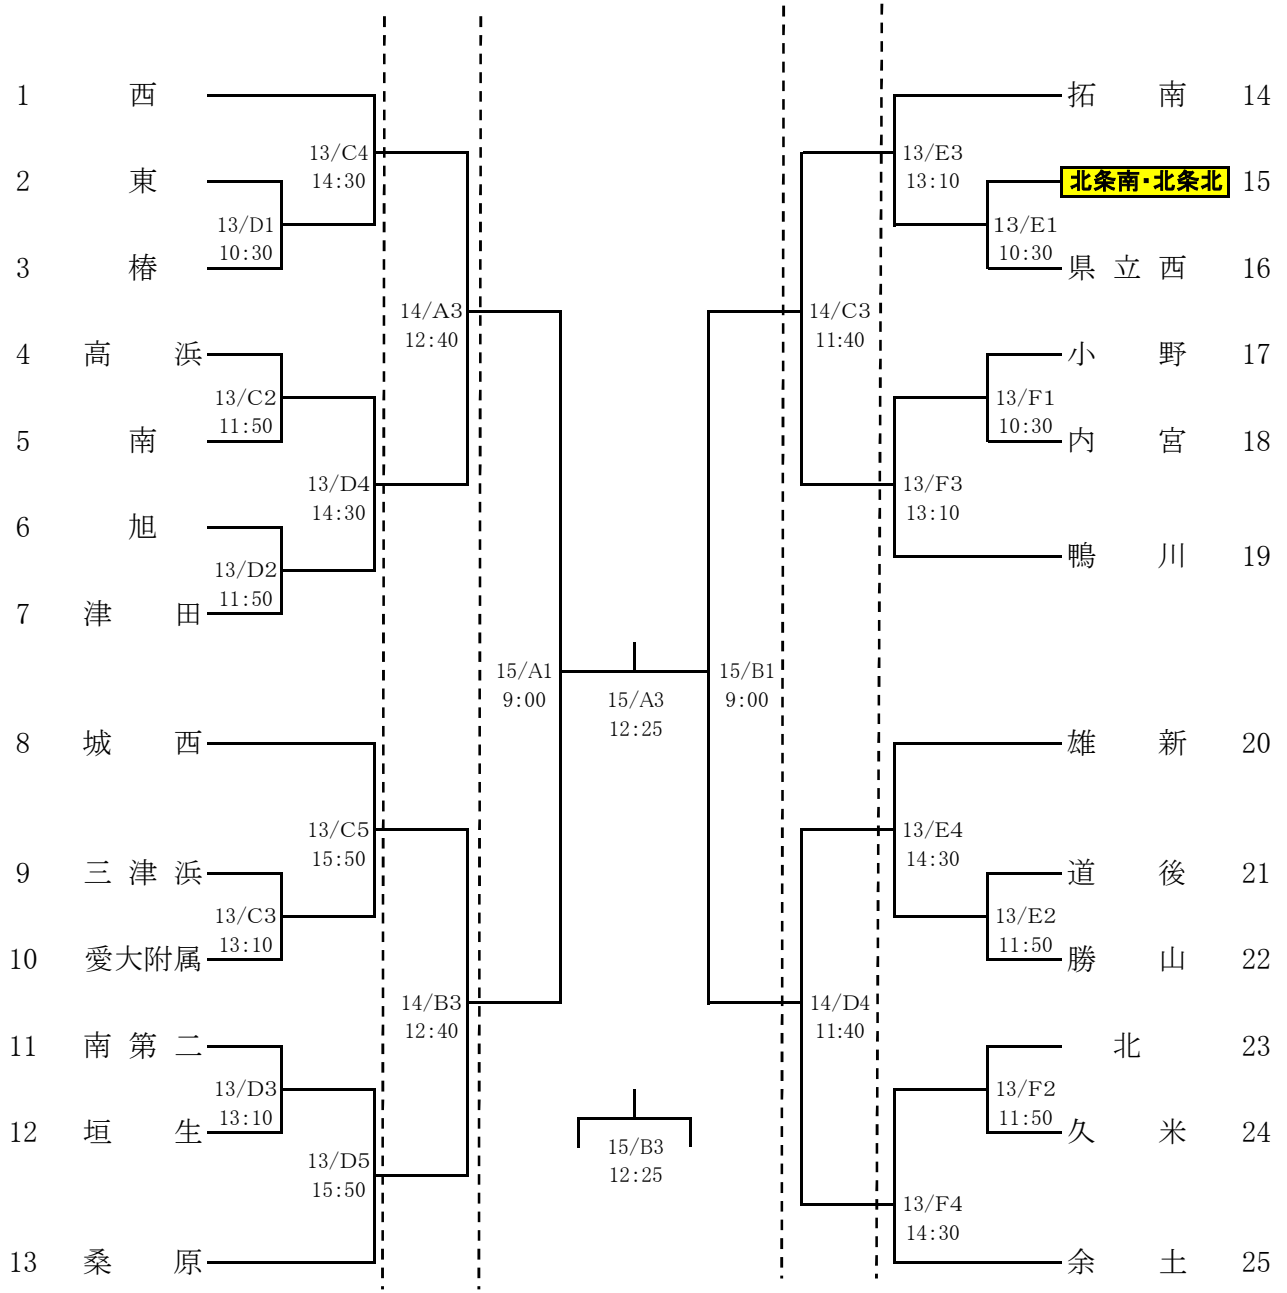 1 西
2 東
3 椿
4 高浜
5 南
6 旭
7 津田
8 城西
9 三津浜
10 愛大附属
11 南第二
12 垣生
13 桑原
13/C4
14:30
13/D1
10:30
13/C2
11:50
13/D4
14:30
13/D2
11:50
13/C5
15:50
13/C3
13:10
13/D3
13:10
13/D5
15:50
14/A3
12:40
14/B3
12:40
15/A1
9:00
15/A3
12:25
15/B3
12:25
15/B1
9:00
14/C3
11:40
14/D4
11:40
13/E3
13:10
13/E1
10:30
13/F1
10:30
13/F3
13:10
13/E4
14:30
13/E2
11:50
13/F2
11:50
13/F4
14:30
拓南 14
北条南・北条北 15
県立西 16
小野 17
内宮 18
鴨川 19
雄新 20
道後 21
勝山 22
北 23
久米 24
余土 25